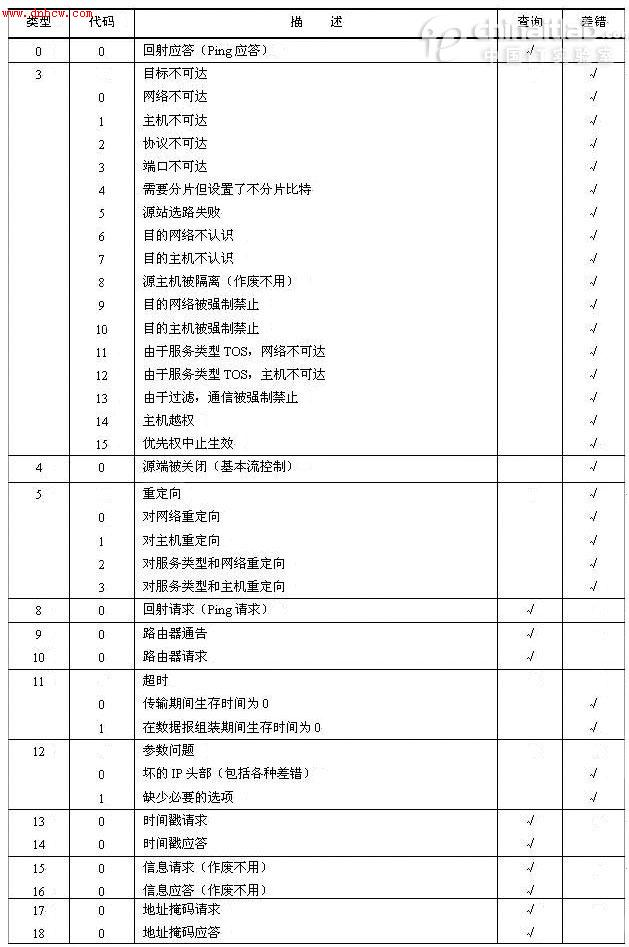 www.dnhcw.com
chinaitlab.com
中国IT实验室
类型 代码 描 述 查询 差错
0 0 回射应答（Ping 应答） √
3 目标不可达 √
0 网络不可达 √
1 主机不可达 √
2 协议不可达 √
3 端口不可达 √
4 需要分片但设置了不分片比特 √
5 源站选路失败 √
6 目的网络不认识 √
7 目的主机不认识 √
8 源主机被隔离（作废不用） √
9 目的网络被强制禁止 √
10 目的主机被强制禁止 √
11 由于服务类型 TOS，网络不可达 √
12 由于服务类型 TOS，主机不可达 √
13 由于过滤，通信被强制禁止 √
14 主机越权 √
15 优先权中止生效 √
4 0 源端被关闭（基本流控制） √
5 重定向 √
0 对网络重定向 √
1 对主机重定向 √
2 对服务类型和网络重定向 √
3 对服务类型和主机重定向 √
8 0 回射请求（Ping 请求） √
9 0 路由器通告 √
10 0 路由器请求 √
11 超时
0 传输期间生存时间为 0 √
1 在数据报组装期间生存时间为 0 √
12 参数问题
0 坏的 IP 头部（包括各种差错） √
1 缺少必要的选项 √
13 0 时间戳请求 √
14 0 时间戳应答 √
15 0 信息请求（作废不用） √
16 0 信息应答（作废不用） √
17 0 地址掩码请求 √
18 0 地址掩码应答 √